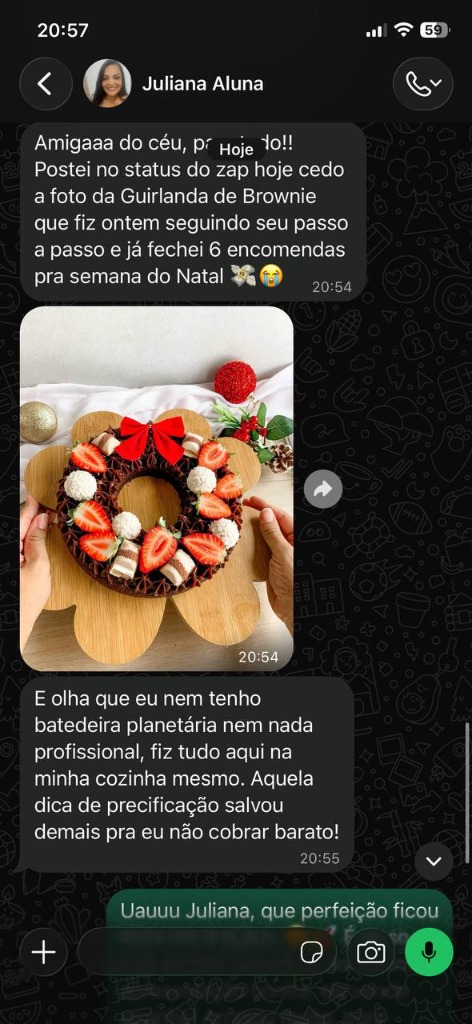 20:57
59
Juliana Aluna
Hoje
Amigaaa do céu,
Postei no status do zap hoje cedo
a foto da Guirlanda de Brownie
que fiz ontem seguindo seu passo
a passo e já fechei 6 encomendas
pra semana do Natal 💸😭
20:54
20:54
E olha que eu nem tenho
batedeira planetária nem nada
profissional, fiz tudo aqui na
minha cozinha mesmo. Aquela
dica de precificação salvou
demais pra eu não cobrar barato!
20:55
Uauuu Juliana, que perfeição ficou